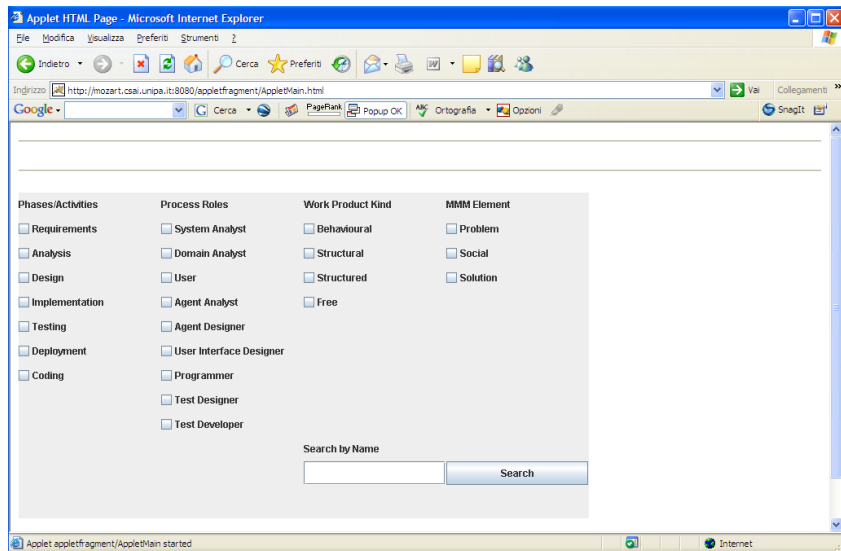 Applet HTML Page - Microsoft Internet Explorer
File Modifica Visualizza Preferiti Strumenti ?
Indietro Cerca Preferiti
Indirizzo http://mozart.csai.unipa.it:8080/appletfragment/AppletMain.html Vai Collegamenti »
Google Cerca PageRank Popup OK ABC Ortografia Opzioni SnagIt
Phases/Activities Process Roles Work Product Kind MMM Element
Requirements System Analyst Behavioural Problem
Analysis Domain Analyst Structural Social
Design User Structured Solution
Implementation Agent Analyst Free
Testing Agent Designer
Deployment User Interface Designer
Coding Programmer
Test Designer
Test Developer
Search by Name
Search
Applet appletfragment/AppletMain started Internet